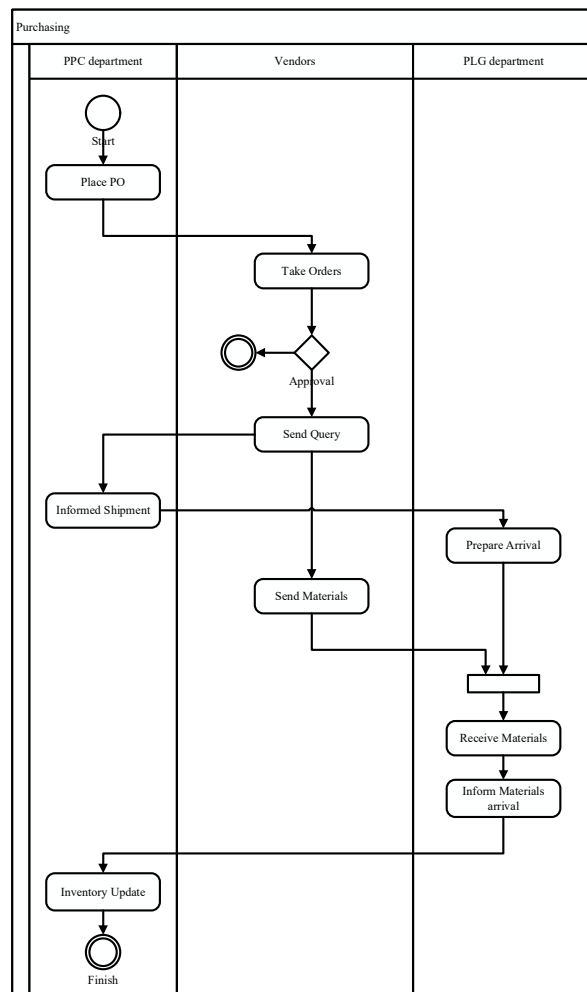 Purchasing
PPC department
Vendors
PLG department
Start
Place PO
Take Orders
Approval
Send Query
Informed Shipment
Prepare Arrival
Send Materials
Receive Materials
Inform Materials
arrival
Inventory Update
Finish